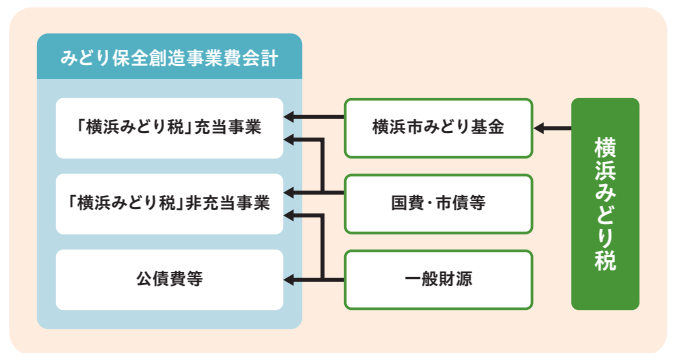 みどり保全創造事業費会計
「横浜みどり税」充当事業
横浜市みどり基金
横浜みどり税
「横浜みどり税」非充当事業
国費・市債等
公債費等
一般財源